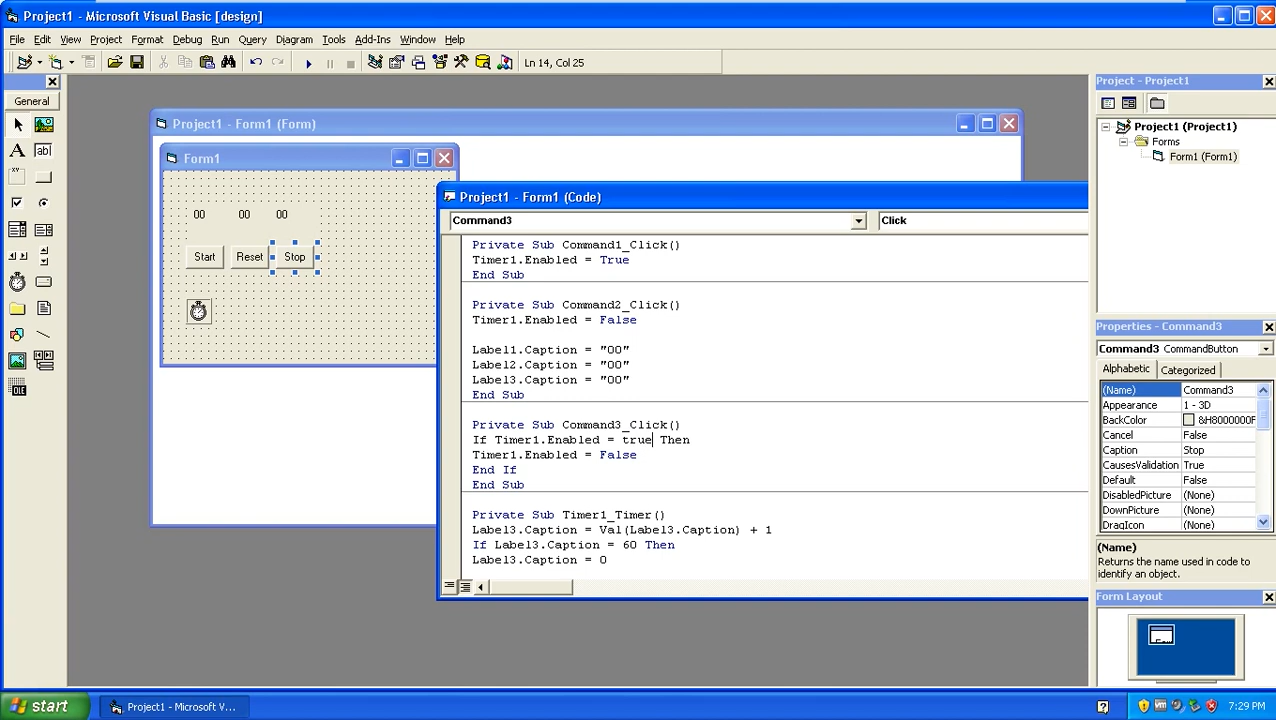 Project1 - Microsoft Visual Basic [design]
File Edit View Project Format Debug Run Query Diagram Tools Add-Ins Window Help
Ln 14, Col 25
General
Project1 - Form1 (Form)
Form1
00 00 00
Start Reset Stop
Project1 - Form1 (Code)
Command3 Click
Private Sub Command1_Click()
Timer1.Enabled = True
End Sub
Private Sub Command2_Click()
Timer1.Enabled = False
Label1.Caption = "00"
Label2.Caption = "00"
Label3.Caption = "00"
End Sub
Private Sub Command3_Click()
If Timer1.Enabled = true Then
Timer1.Enabled = False
End If
End Sub
Private Sub Timer1_Timer()
Label3.Caption = Val(Label3.Caption) + 1
If Label3.Caption = 60 Then
Label3.Caption = 0
Project - Project1
Project1 (Project1)
Forms
Form1 (Form1)
Properties - Command3
Command3 CommandButton
Alphabetic Categorized
(Name) Command3
Appearance 1 - 3D
BackColor &H8000000F
Cancel False
Caption Stop
CausesValidation True
Default False
DisabledPicture (None)
DownPicture (None)
DragIcon (None)
(Name)
Returns the name used in code to
identify an object.
Form Layout
start
Project1 - Microsoft V...
7:29 PM